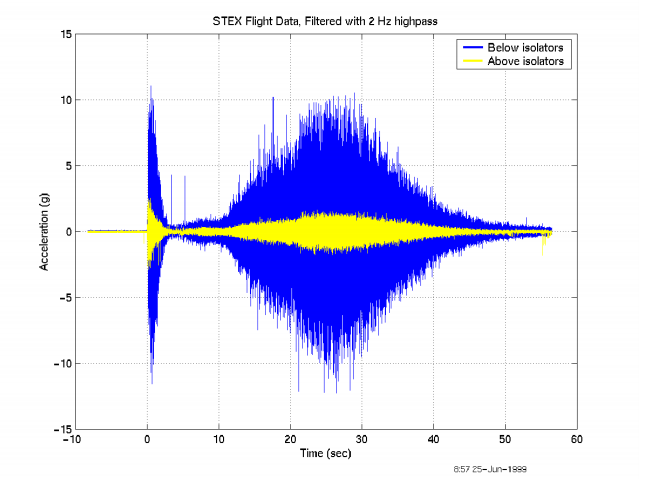 STEX Flight Data, Filtered with 2 Hz highpass
15
Below isolators
Above isolators
10
5
0
−5
−10
−15
Acceleration (g)
−10 0 10 20 30 40 50 60
Time (sec)
8:57 25−Jun−1999